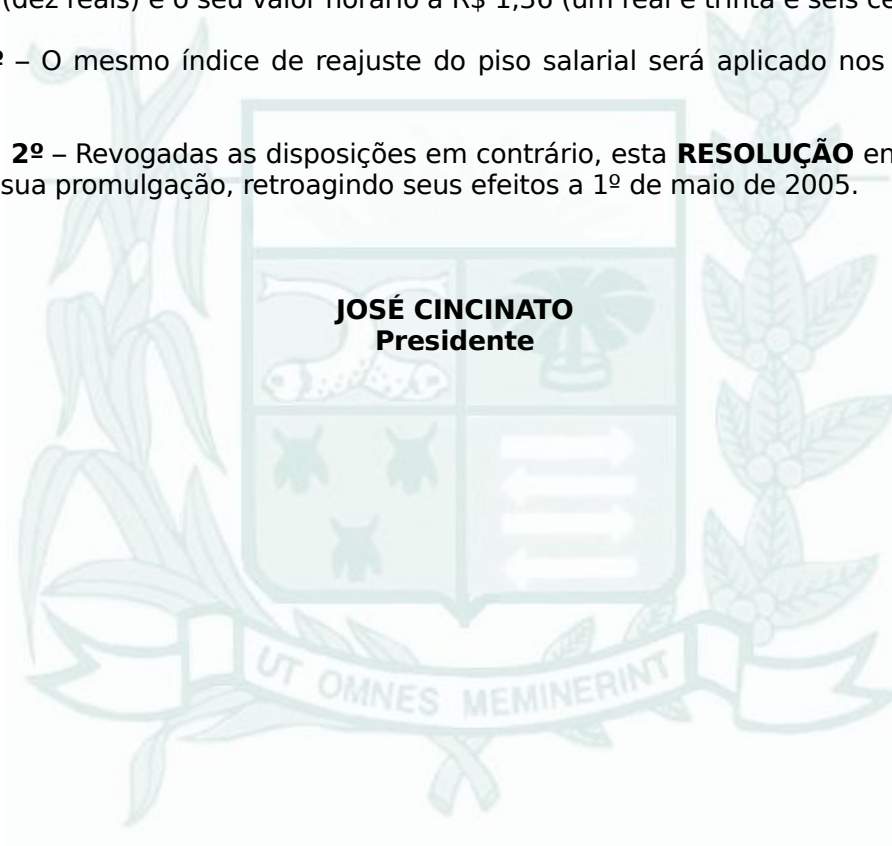 (dez reais) e o seu valor horário a R$ 1,36 (um real e trinta e seis ce
º – O mesmo índice de reajuste do piso salarial será aplicado nos
2º – Revogadas as disposições em contrário, esta RESOLUÇÃO en
sua promulgação, retroagindo seus efeitos a 1º de maio de 2005.
JOSÉ CINCINATO
Presidente
UT OMNES MEMINERINT